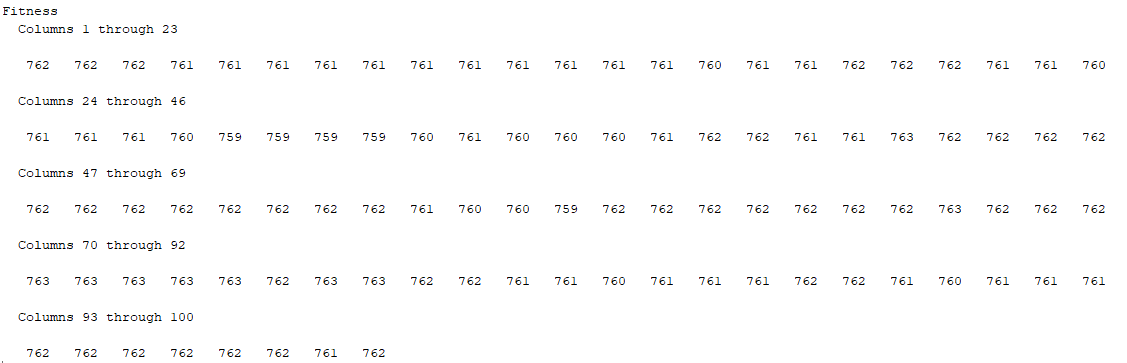 Fitness
Columns 1 through 23
762 762 762 761 761 761 761 761 761 761 761 761 761 761 760 761 761 762 762 762 761 761 760
Columns 24 through 46
761 761 761 760 759 759 759 759 760 761 760 760 760 761 762 762 761 761 763 762 762 762 762
Columns 47 through 69
762 762 762 762 762 762 762 762 761 760 760 759 762 762 762 762 762 762 762 763 762 762 762
Columns 70 through 92
763 763 763 763 763 762 763 763 762 762 761 761 760 761 761 761 762 762 761 760 761 761 761
Columns 93 through 100
762 762 762 762 762 762 761 762